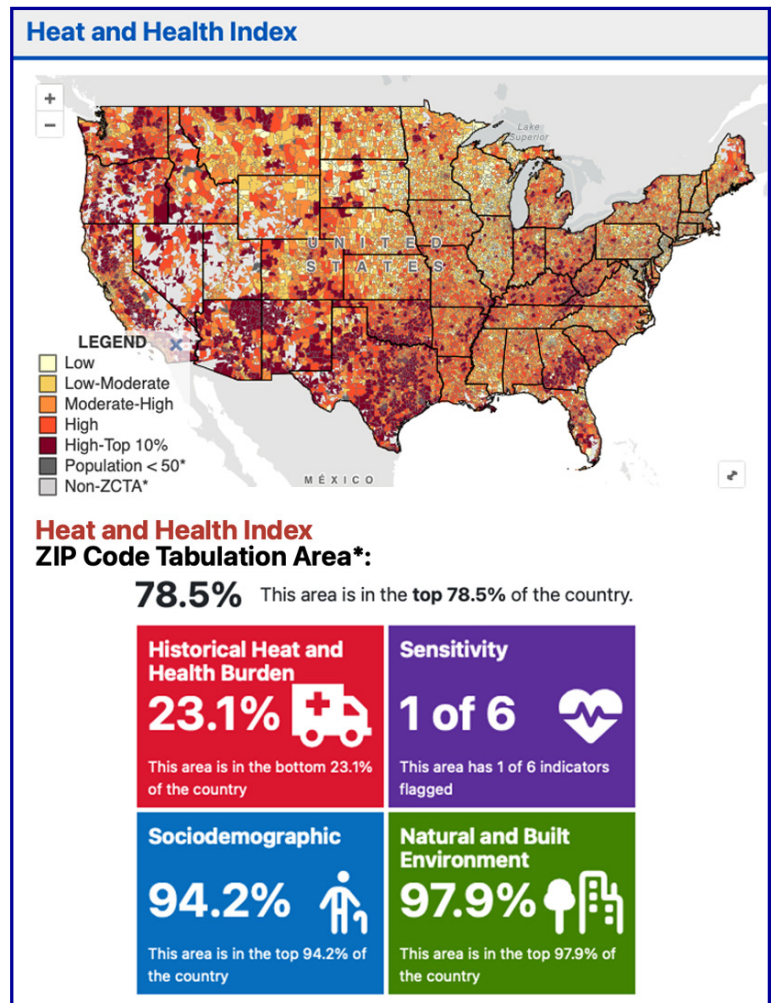 Heat and Health Index
+
−
Lake
Superior
UNITED
STATES
LEGEND ×
Low
Low-Moderate
Moderate-High
High
High-Top 10%
Population < 50*
Non-ZCTA*
MÉXICO
Heat and Health Index
ZIP Code Tabulation Area*:
78.5% This area is in the top 78.5% of the country.
Historical Heat and
Health Burden
23.1%
This area is in the bottom 23.1%
of the country
Sensitivity
1 of 6
This area has 1 of 6 indicators
flagged
Sociodemographic
94.2%
This area is in the top 94.2% of
the country
Natural and Built
Environment
97.9%
This area is in the top 97.9% of
the country